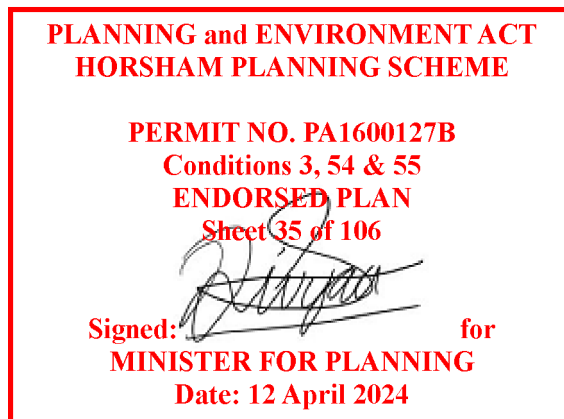 PLANNING and ENVIRONMENT ACT
HORSHAM PLANNING SCHEME
PERMIT NO. PA1600127B
Conditions 3, 54 & 55
ENDORSED PLAN
Sheet 35 of 106
Signed: for
MINISTER FOR PLANNING
Date: 12 April 2024